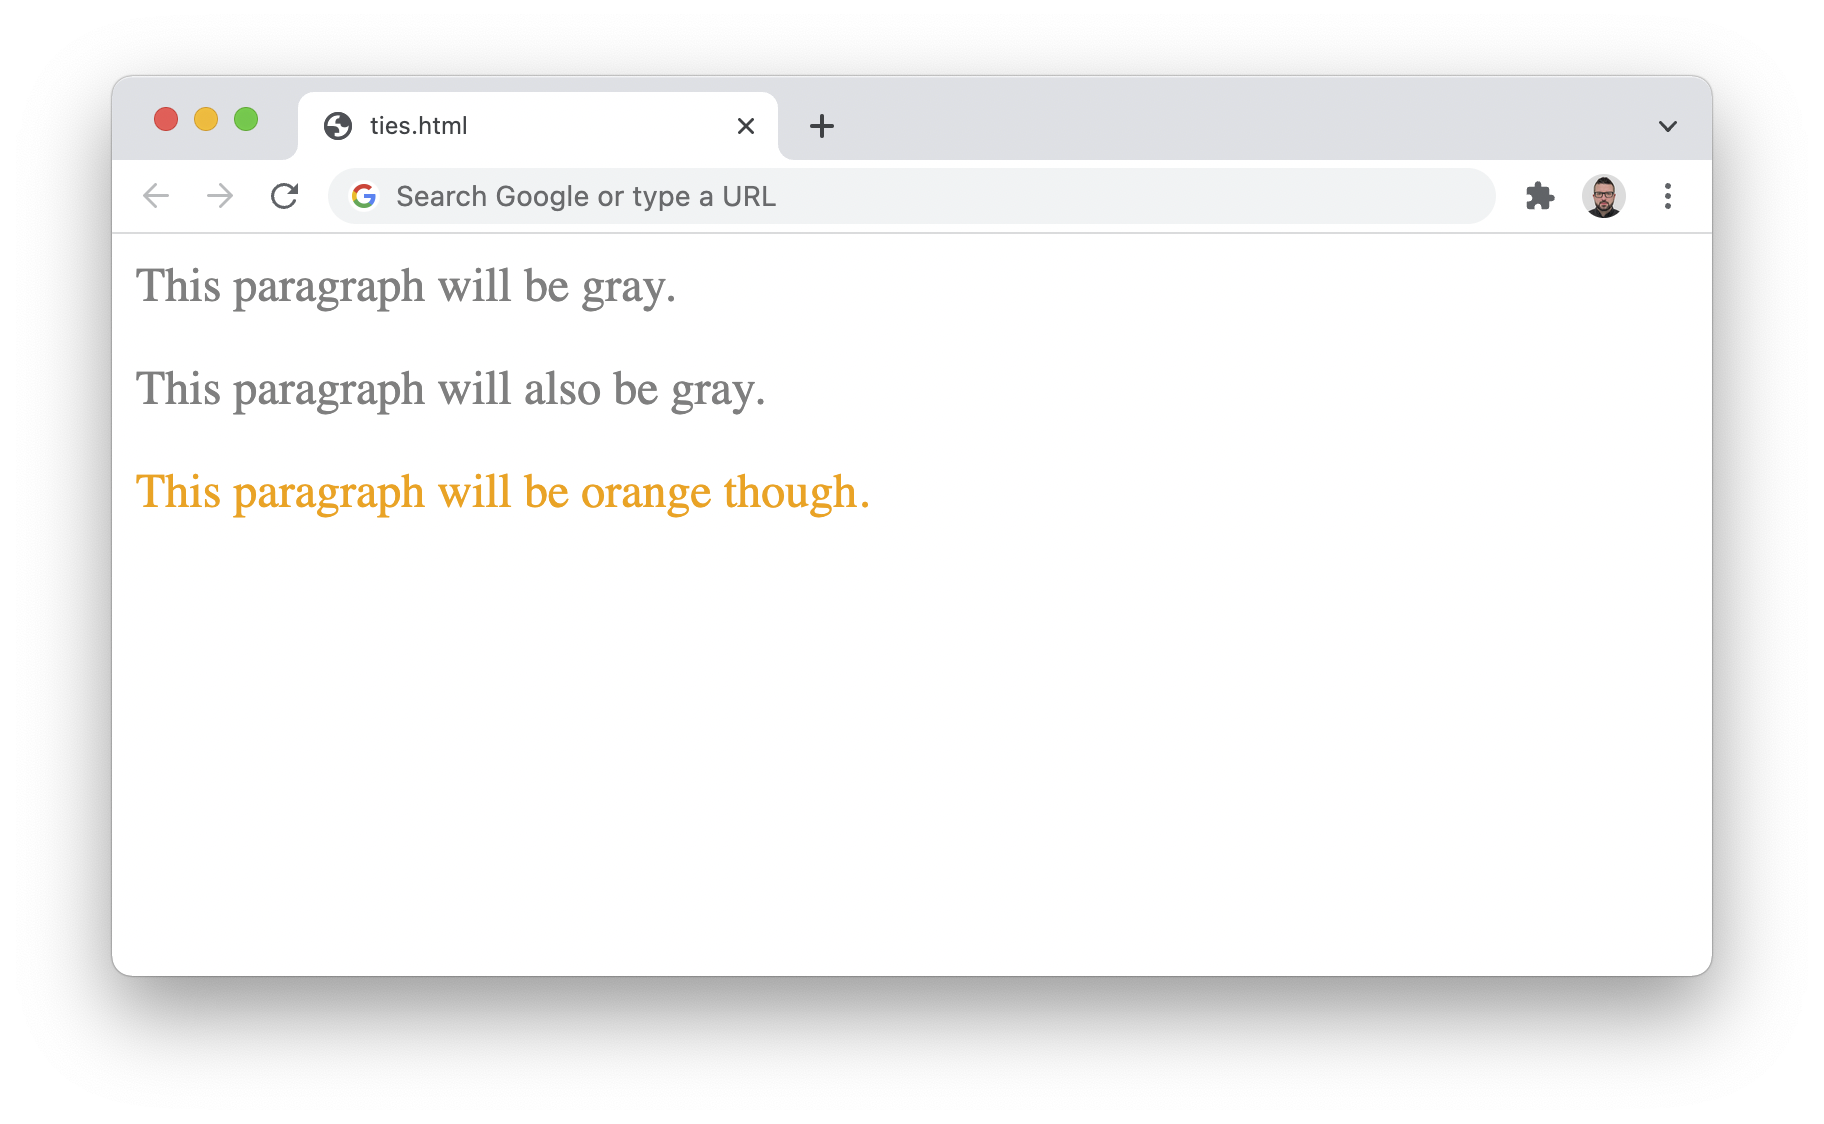 ties.html
Search Google or type a URL
This paragraph will be gray.
This paragraph will also be gray.
This paragraph will be orange though.